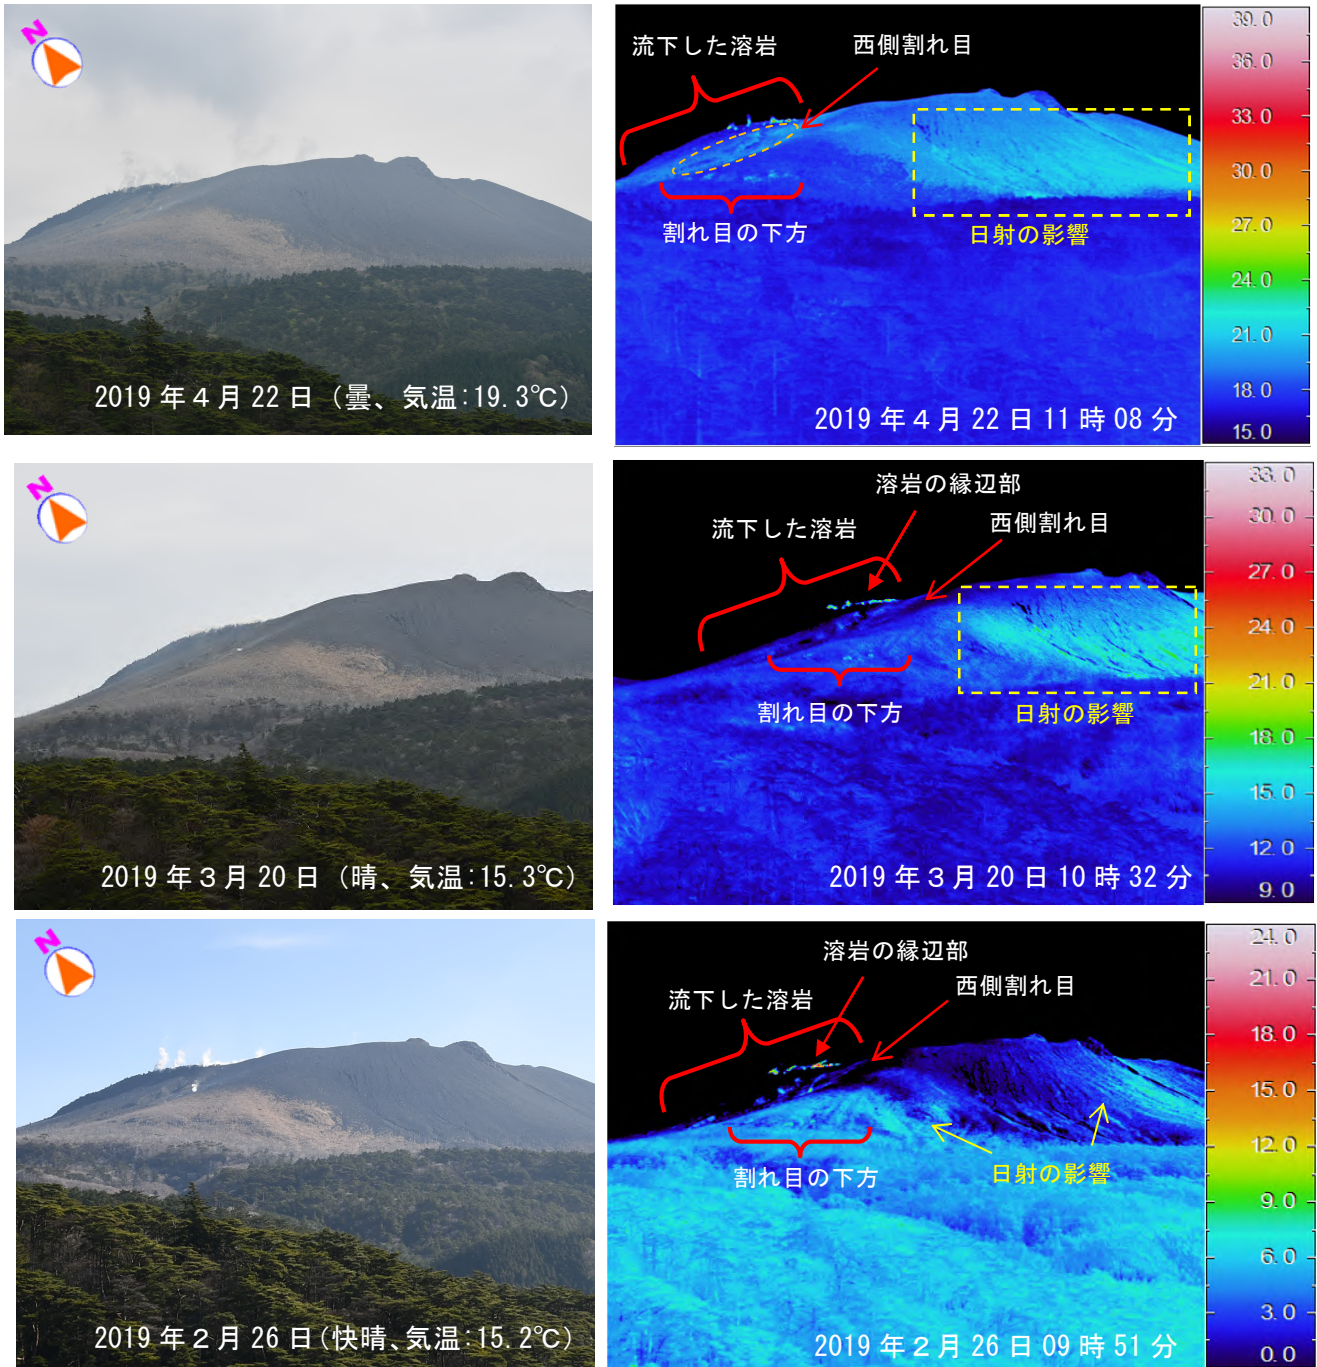 N
2019年4月22日（曇、気温:19.3℃）
流下した溶岩
西側割れ目
割れ目の下方
日射の影響
2019年4月22日11時08分
39.0
36.0
33.0
30.0
27.0
24.0
21.0
18.0
15.0
N
2019年3月20日（晴、気温:15.3℃）
溶岩の縁辺部
流下した溶岩
西側割れ目
割れ目の下方
日射の影響
2019年3月20日10時32分
33.0
30.0
27.0
24.0
21.0
18.0
15.0
12.0
9.0
N
2019年2月26日(快晴、気温:15.2℃)
溶岩の縁辺部
流下した溶岩
西側割れ目
割れ目の下方
日射の影響
2019年2月26日09時51分
24.0
21.0
18.0
15.0
12.0
9.0
6.0
3.0
0.0